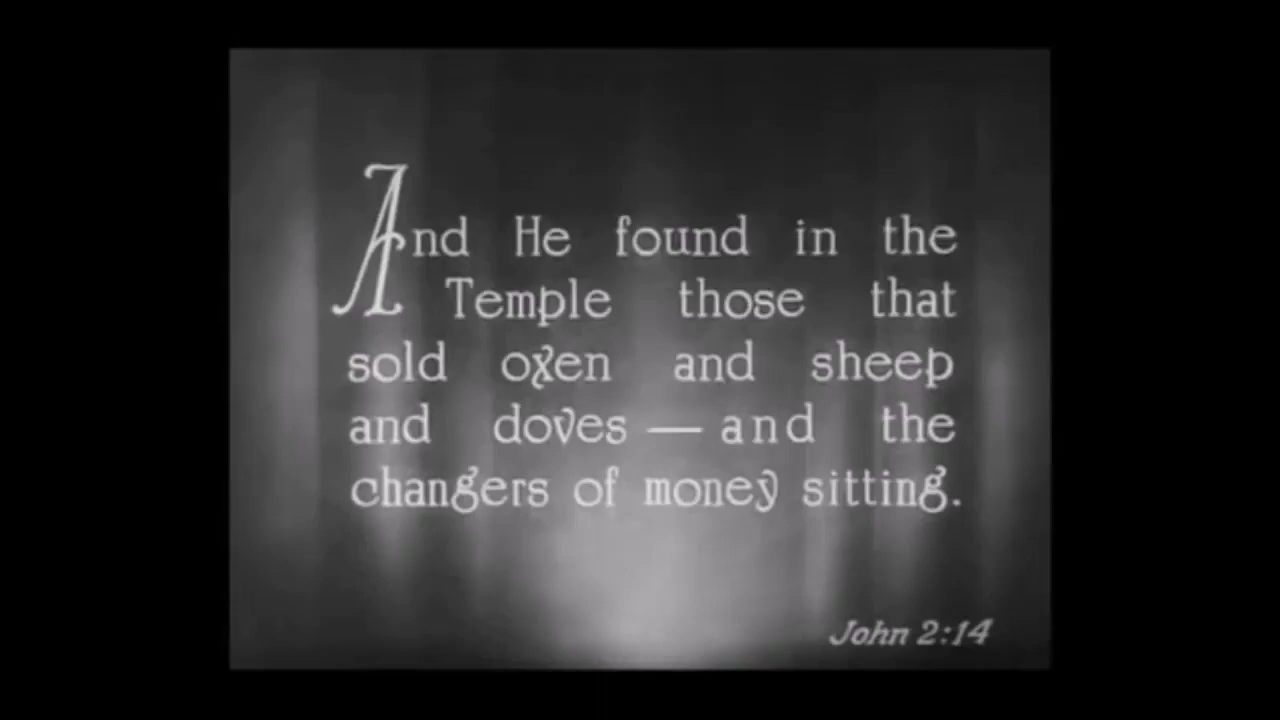 And He found in the
Temple those that
sold oxen and sheep
and doves — and the
changers of money sitting.
John 2:14